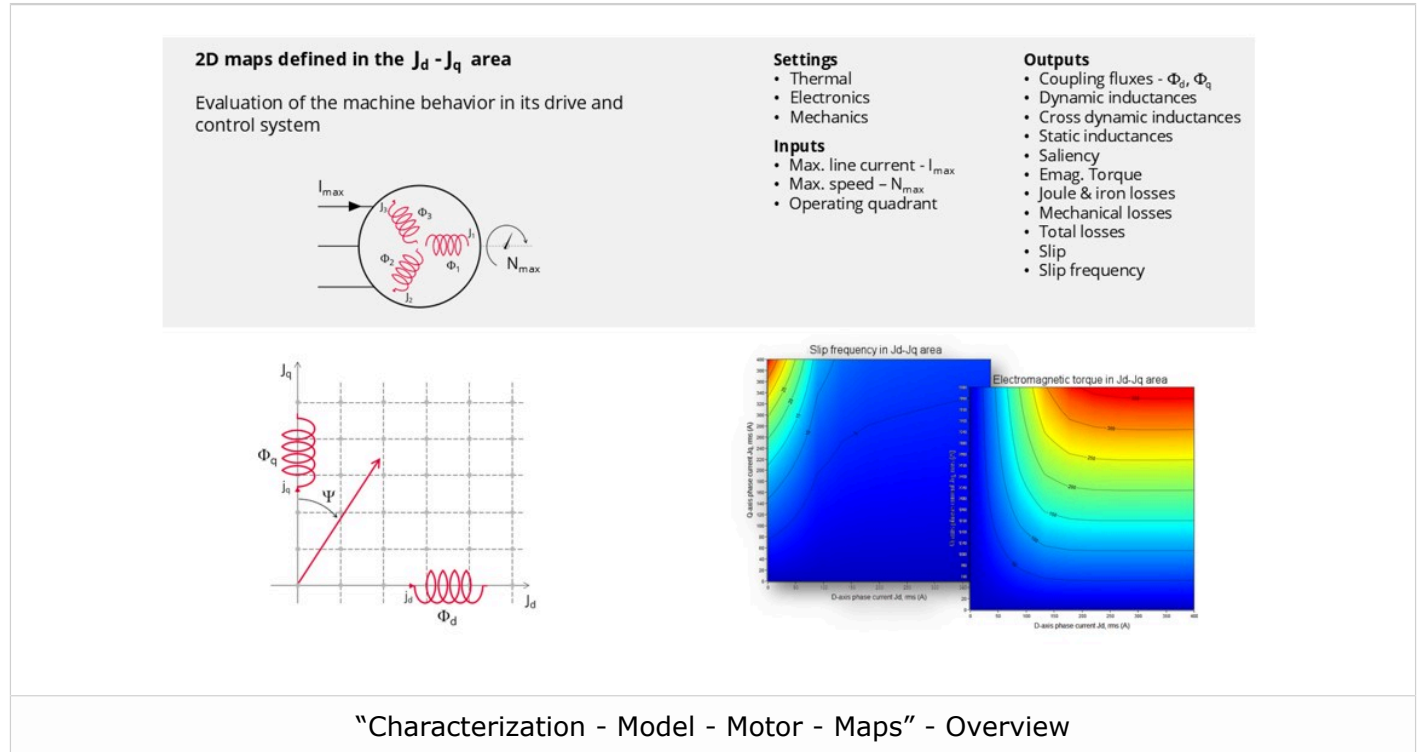 2D maps defined in the Jd - Jq area
Evaluation of the machine behavior in its drive and
control system
Imax
J3
Φ3
J1
Φ2
Φ1
J2
Nmax
Settings
• Thermal
• Electronics
• Mechanics
Inputs
• Max. line current - Imax
• Max. speed – Nmax
• Operating quadrant
Outputs
• Coupling fluxes - Φd, Φq
• Dynamic inductances
• Cross dynamic inductances
• Static inductances
• Saliency
• Emag. Torque
• Joule & iron losses
• Mechanical losses
• Total losses
• Slip
• Slip frequency
Jq
Φq
jq
Ψ
jd
Jd
Φd
Slip frequency in Jd-Jq area
Q-axis phase current Jq, rms (A)
D-axis phase current Jd, rms (A)
Electromagnetic torque in Jd-Jq area
D-axis phase current Jd, rms (A)
“Characterization - Model - Motor - Maps” - Overview